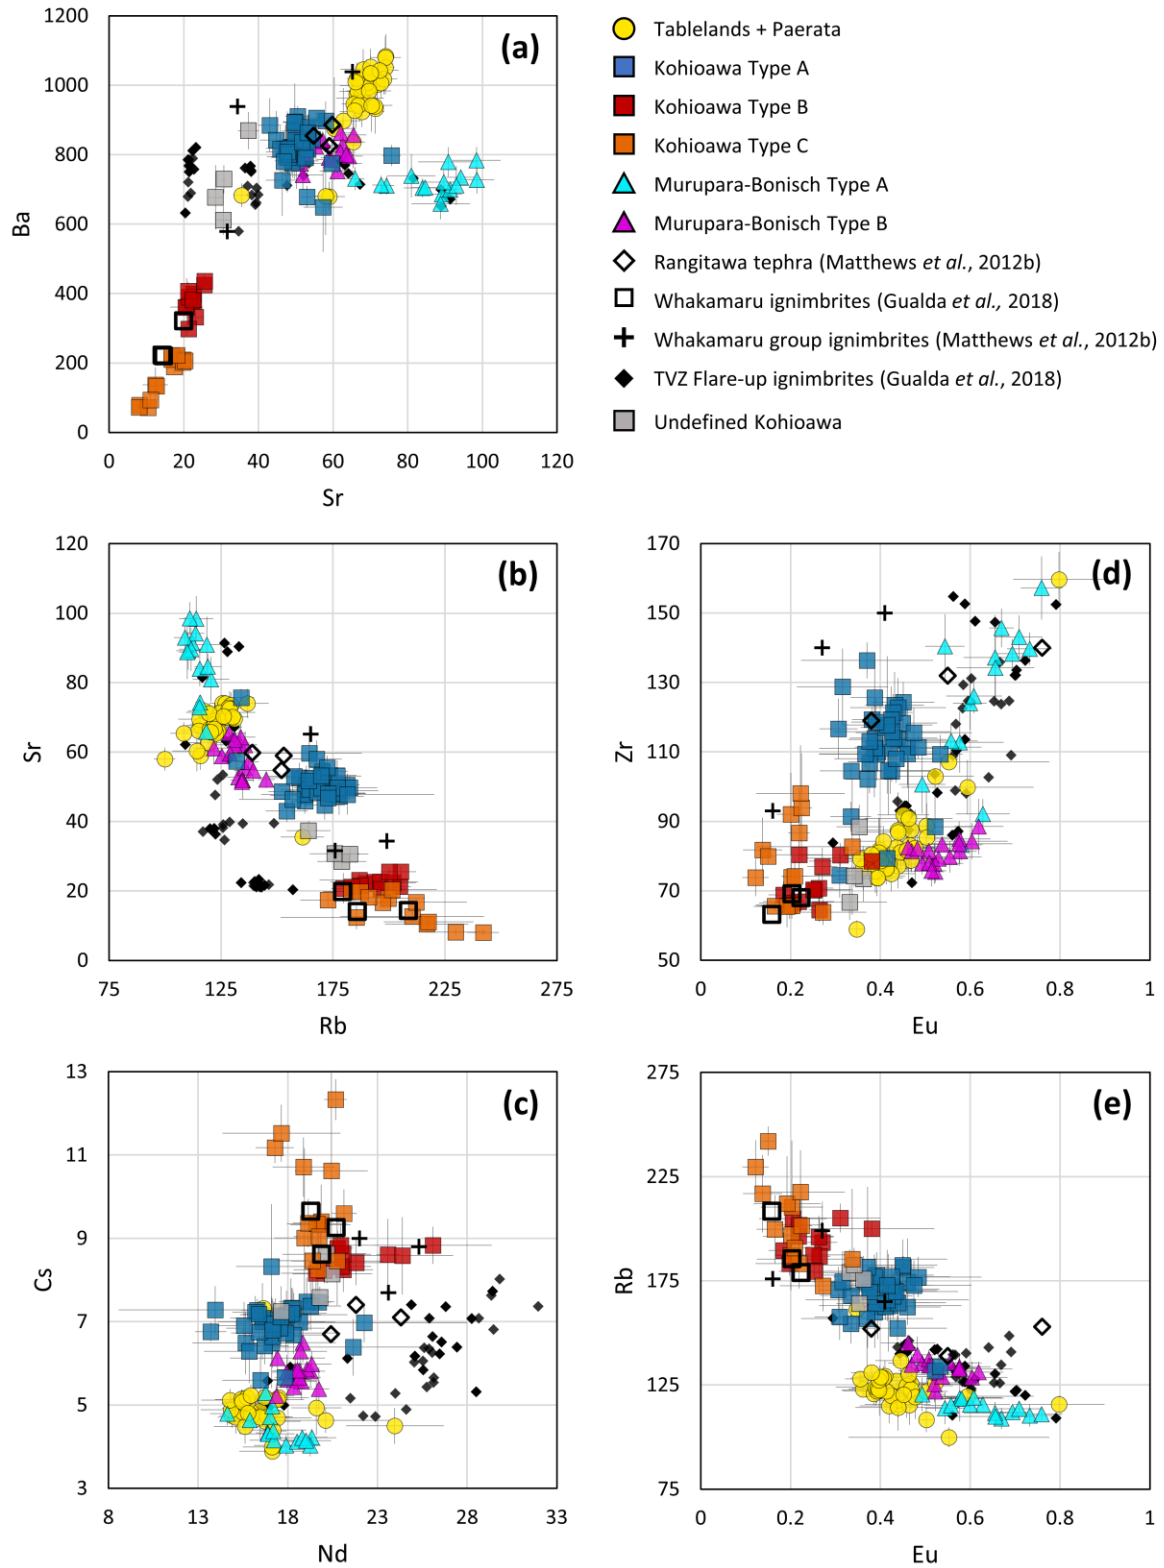 1200
1000
800
600
400
200
0
Ba
(a)
0 20 40 60 80 100 120
Sr
Tablelands + Paerata
Kohioawa Type A
Kohioawa Type B
Kohioawa Type C
Murupara-Bonisch Type A
Murupara-Bonisch Type B
Rangitawa tephra (Matthews et al., 2012b)
Whakamaru ignimbrites (Gualda et al., 2018)
Whakamaru group ignimbrites (Matthews et al., 2012b)
TVZ Flare-up ignimbrites (Gualda et al., 2018)
Undefined Kohioawa
120
100
80
60
40
20
0
Sr
(b)
75 125 175 225 275
Rb
170
150
130
110
90
70
50
Zr
(d)
0 0.2 0.4 0.6 0.8 1
Eu
13
11
9
7
5
3
Cs
(c)
8 13 18 23 28 33
Nd
275
225
175
125
75
Rb
(e)
0 0.2 0.4 0.6 0.8 1
Eu